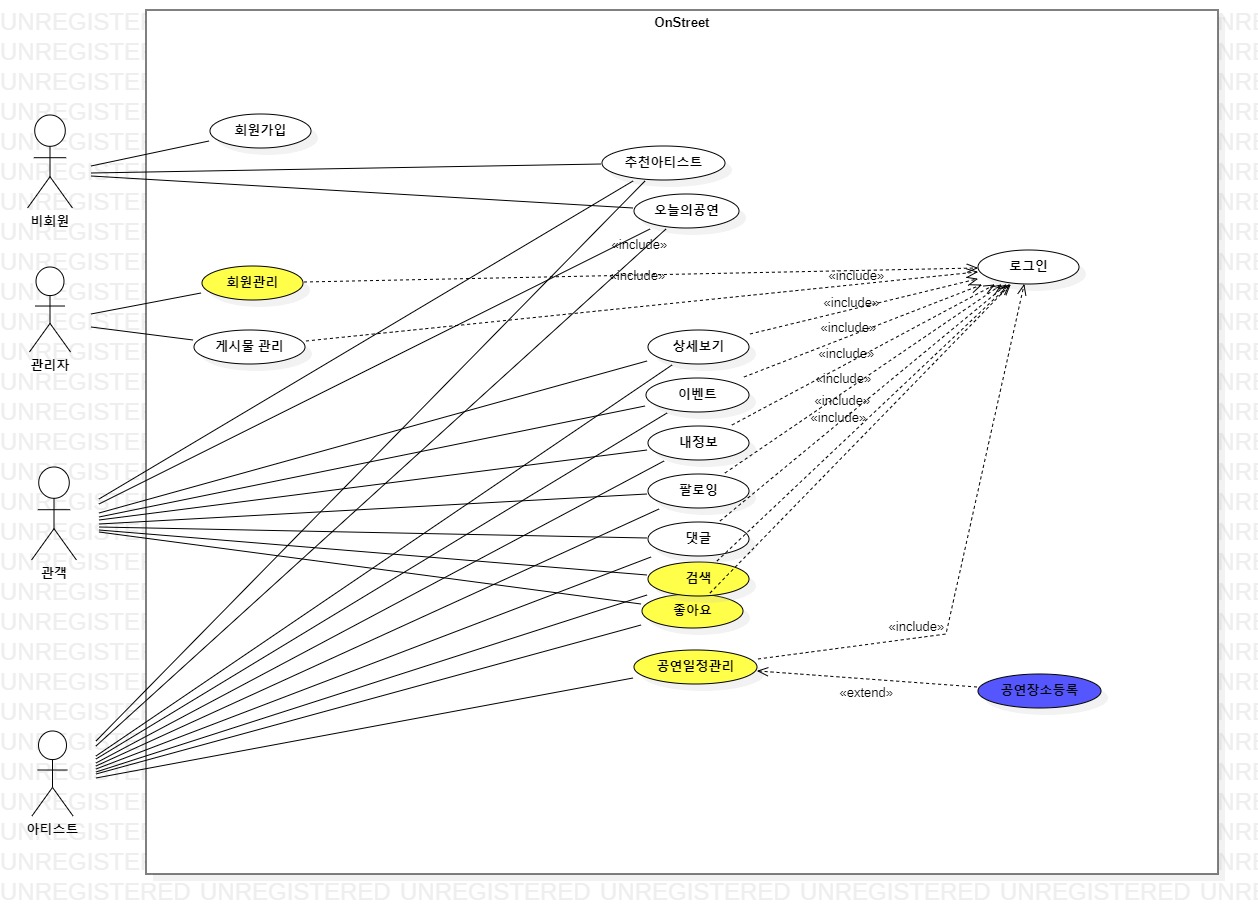 OnStreet
회원가입
비회원
추천아티스트
오늘의공연
«include»
«include»
회원관리
게시물 관리
관리자
로그인
«include»
«include»
«include»
«include»
«include»
«include»
«include»
상세보기
이벤트
내정보
팔로잉
댓글
검색
좋아요
관객
공연일정관리
«include»
«extend»
공연장소등록
아티스트
UNREGISTERED UNREGISTERED UNREGISTERED UNREGISTERED UNREGISTERED UNREGISTERED